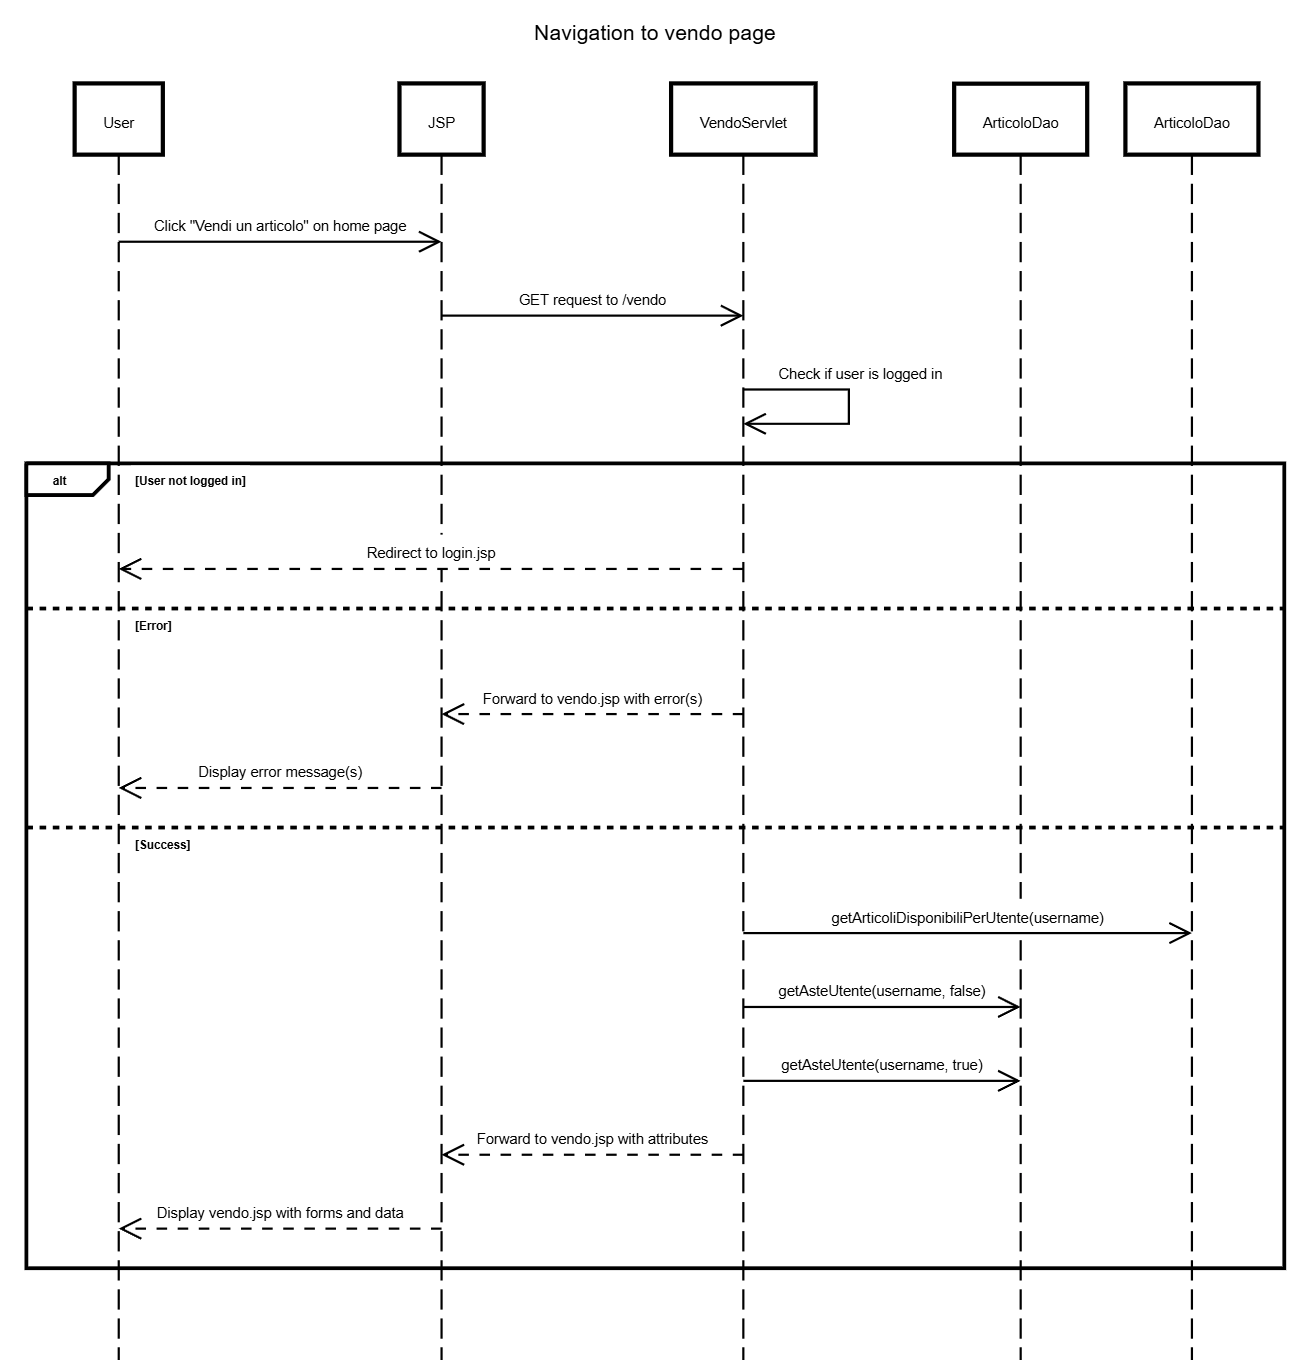 Navigation to vendo page
User
JSP
VendoServlet
ArticoloDao
ArticoloDao
Click "Vendi un articolo" on home page
GET request to /vendo
Check if user is logged in
alt
[User not logged in]
Redirect to login.jsp
[Error]
Forward to vendo.jsp with error(s)
Display error message(s)
[Success]
getArticoliDisponibiliPerUtente(username)
getAsteUtente(username, false)
getAsteUtente(username, true)
Forward to vendo.jsp with attributes
Display vendo.jsp with forms and data